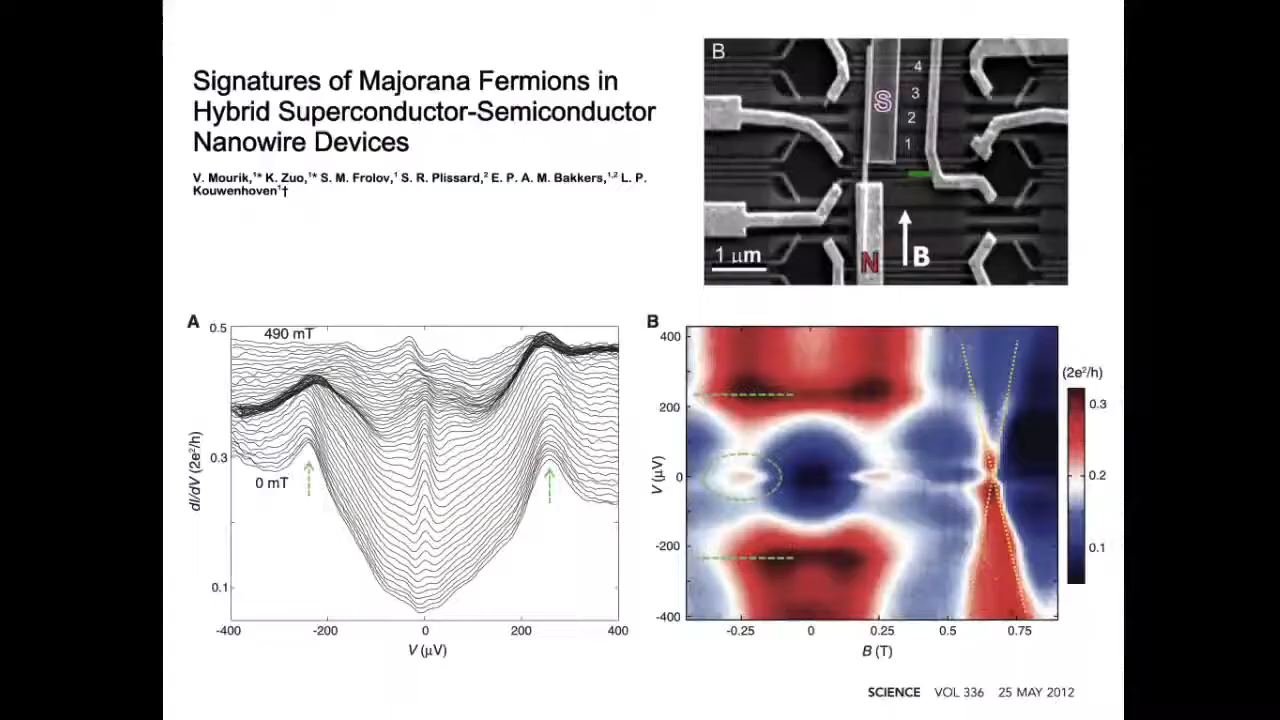 Signatures of Majorana Fermions in
Hybrid Superconductor-Semiconductor
Nanowire Devices
V. Mourik,¹* K. Zuo,¹* S. M. Frolov,¹ S. R. Plissard,² E. P. A. M. Bakkers,¹,² L. P.
Kouwenhoven¹†
B
4
S
3
2
1
1 μm
N
B
A
0.5
490 mT
0.3
0 mT
0.1
dI/dV (2e²/h)
-400
-200
0
200
400
V (μV)
B
400
200
0
-200
-400
V (μV)
-0.25
0
0.25
0.5
0.75
B (T)
(2e²/h)
0.3
0.2
0.1
SCIENCE VOL 336 25 MAY 2012